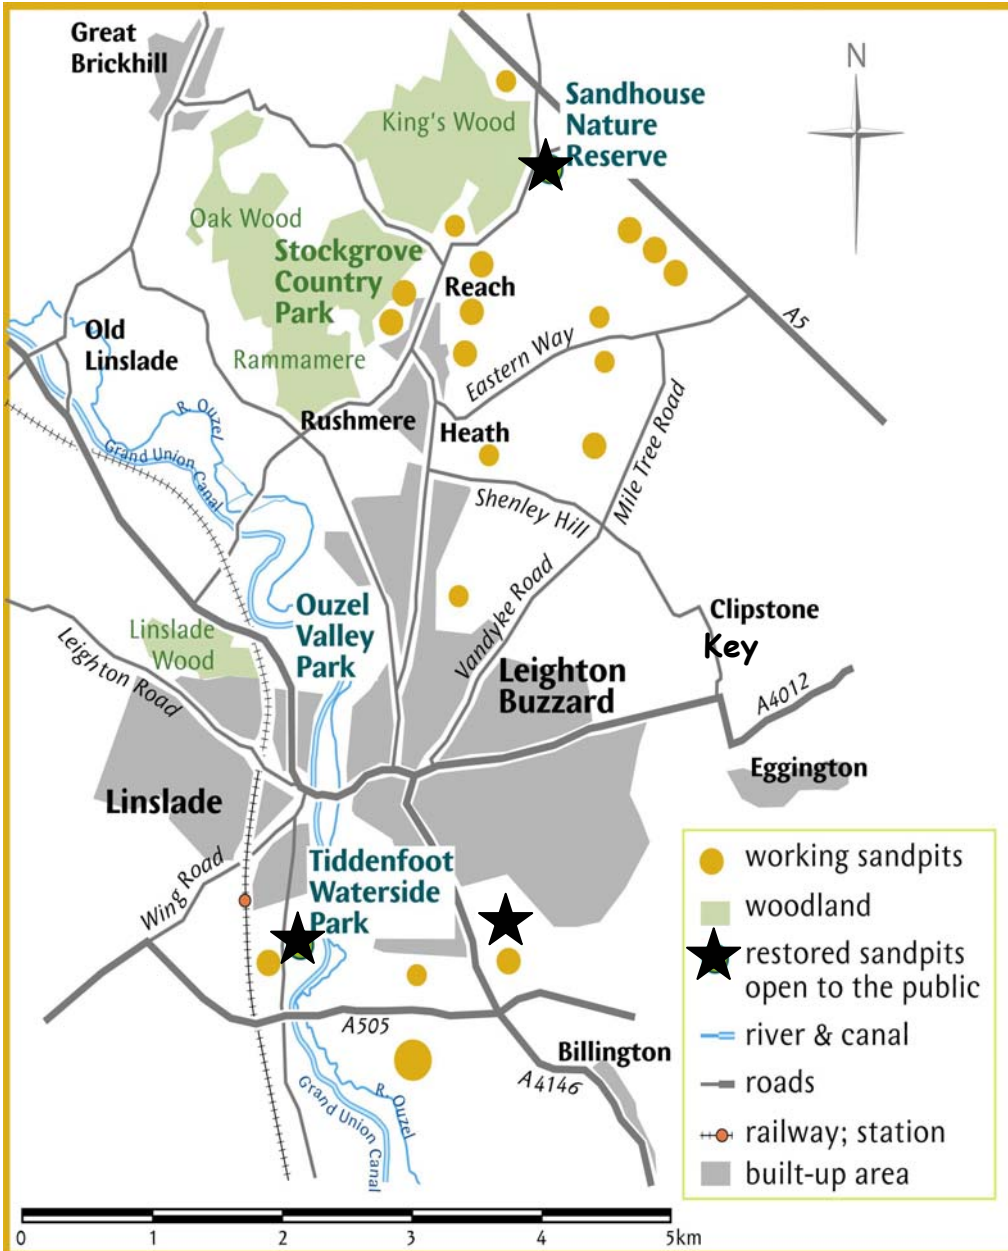 Great
Brickhill
N
King's Wood
Sandhouse
Nature
Reserve
Oak Wood
Stockgrove
Country
Park
Reach
A5
Old
Linslade
Rammamere
Eastern Way
R. Ouzel
Rushmere
Heath
Mile Tree Road
Grand Union Canal
Shenley Hill
Ouzel
Valley
Park
Vandyke Road
Clipstone
Key
Linslade
Wood
Leighton Road
Leighton
Buzzard
A4012
Eggington
Linslade
Wing Road
Tiddenfoot
Waterside
Park
A505
Billington
A4146
R. Ouzel
Grand Union Canal
working sandpits
woodland
restored sandpits
open to the public
river & canal
roads
railway; station
built-up area
0 1 2 3 4 5km